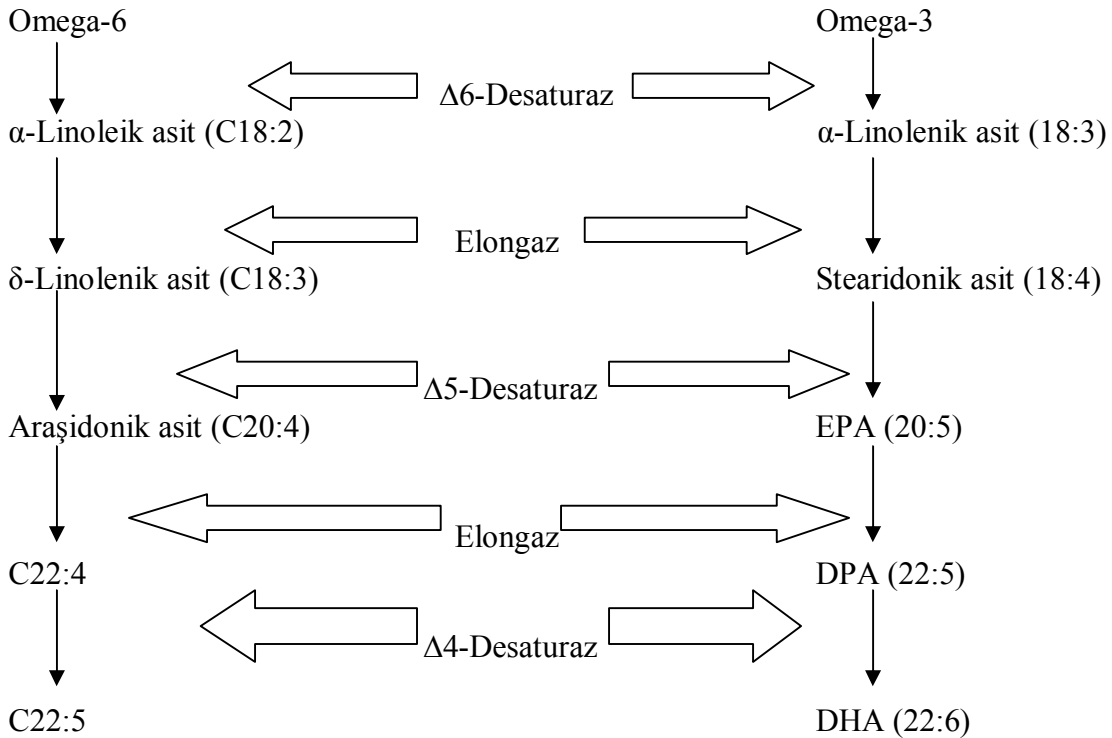 Omega-6 Omega-3
Δ6-Desaturaz
α-Linoleik asit (C18:2) α-Linolenik asit (18:3)
Elongaz
δ-Linolenik asit (C18:3) Stearidonik asit (18:4)
Δ5-Desaturaz
Araşidonik asit (C20:4) EPA (20:5)
Elongaz
C22:4 DPA (22:5)
Δ4-Desaturaz
C22:5 DHA (22:6)